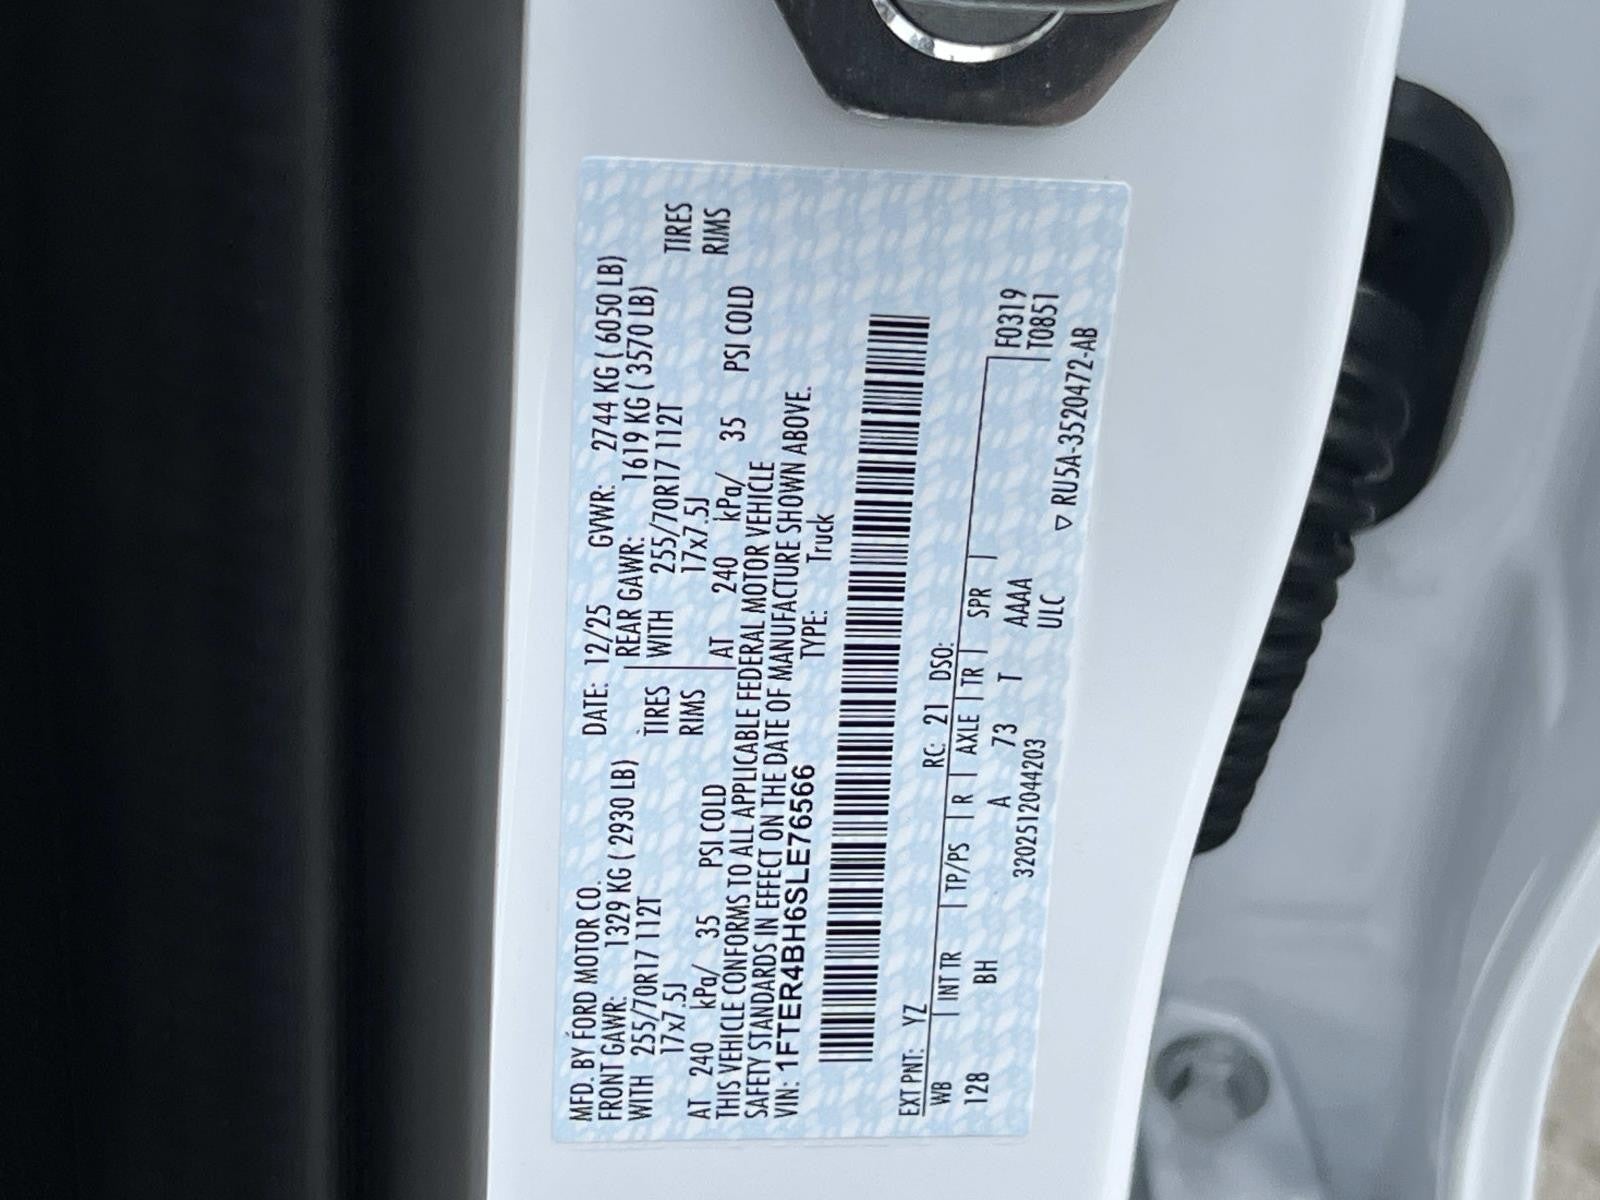 MFD. BY FORD MOTOR CO. DATE: 12/25 GVWR: 2744 KG ( 6050 LB)
FRONT GAWR: 1329 KG ( 2930 LB) REAR GAWR: 1619 KG ( 3570 LB)
WITH 255/70R17 112T TIRES WITH 255/70R17 112T TIRES
17x7.5J RIMS 17x7.5J RIMS
AT 240 kPa/ 35 PSI COLD AT 240 kPa/ 35 PSI COLD
THIS VEHICLE CONFORMS TO ALL APPLICABLE FEDERAL MOTOR VEHICLE
SAFETY STANDARDS IN EFFECT ON THE DATE OF MANUFACTURE SHOWN ABOVE.
VIN: 1FTER4BH6SLE76566 TYPE: Truck
EXT PNT: YZ RC: 21 DSO:
WB INT TR TP/PS R AXLE TR SPR F0319
128 BH A 73 T AAAA T0851
3202512044203 ULC
▽ RU5A-3520472-AB